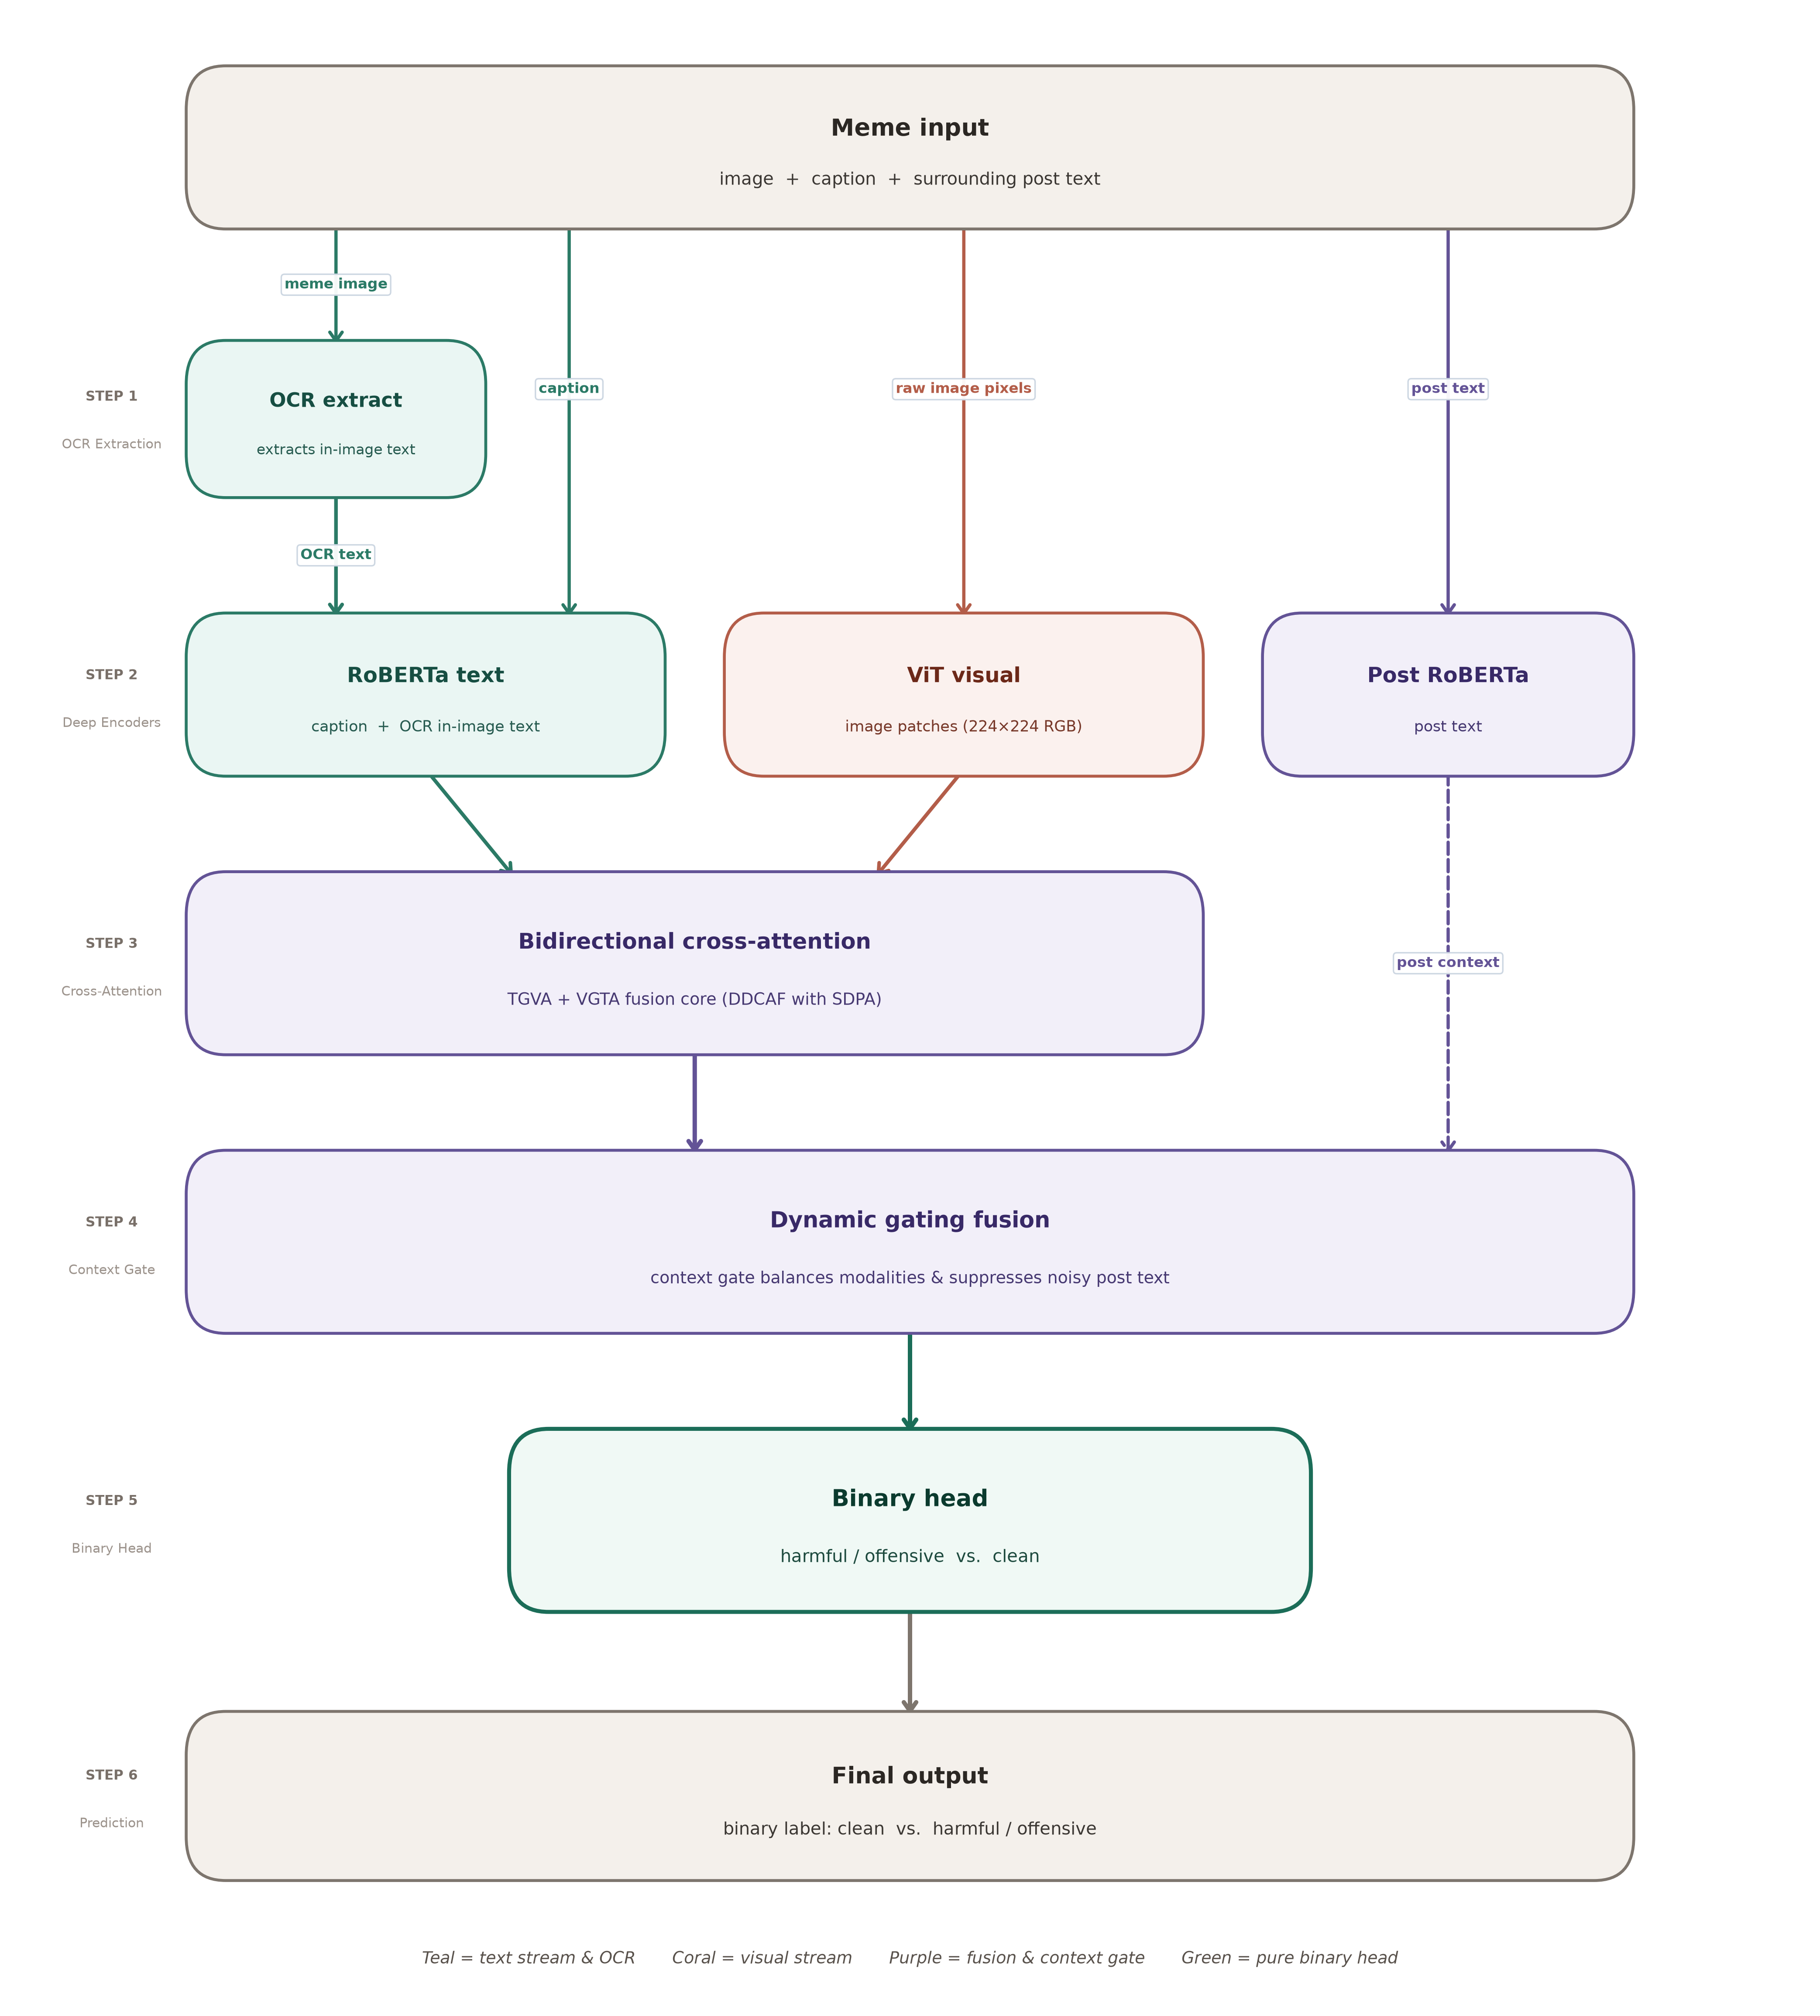 Meme input
image + caption + surrounding post text
meme image
caption
raw image pixels
post text
STEP 1
OCR Extraction
OCR extract
extracts in-image text
OCR text
STEP 2
Deep Encoders
RoBERTa text
caption + OCR in-image text
ViT visual
image patches (224×224 RGB)
Post RoBERTa
post text
STEP 3
Cross-Attention
Bidirectional cross-attention
TGVA + VGTA fusion core (DDCAF with SDPA)
post context
STEP 4
Context Gate
Dynamic gating fusion
context gate balances modalities & suppresses noisy post text
STEP 5
Binary Head
Binary head
harmful / offensive vs. clean
STEP 6
Prediction
Final output
binary label: clean vs. harmful / offensive
Teal = text stream & OCR Coral = visual stream Purple = fusion & context gate Green = pure binary head